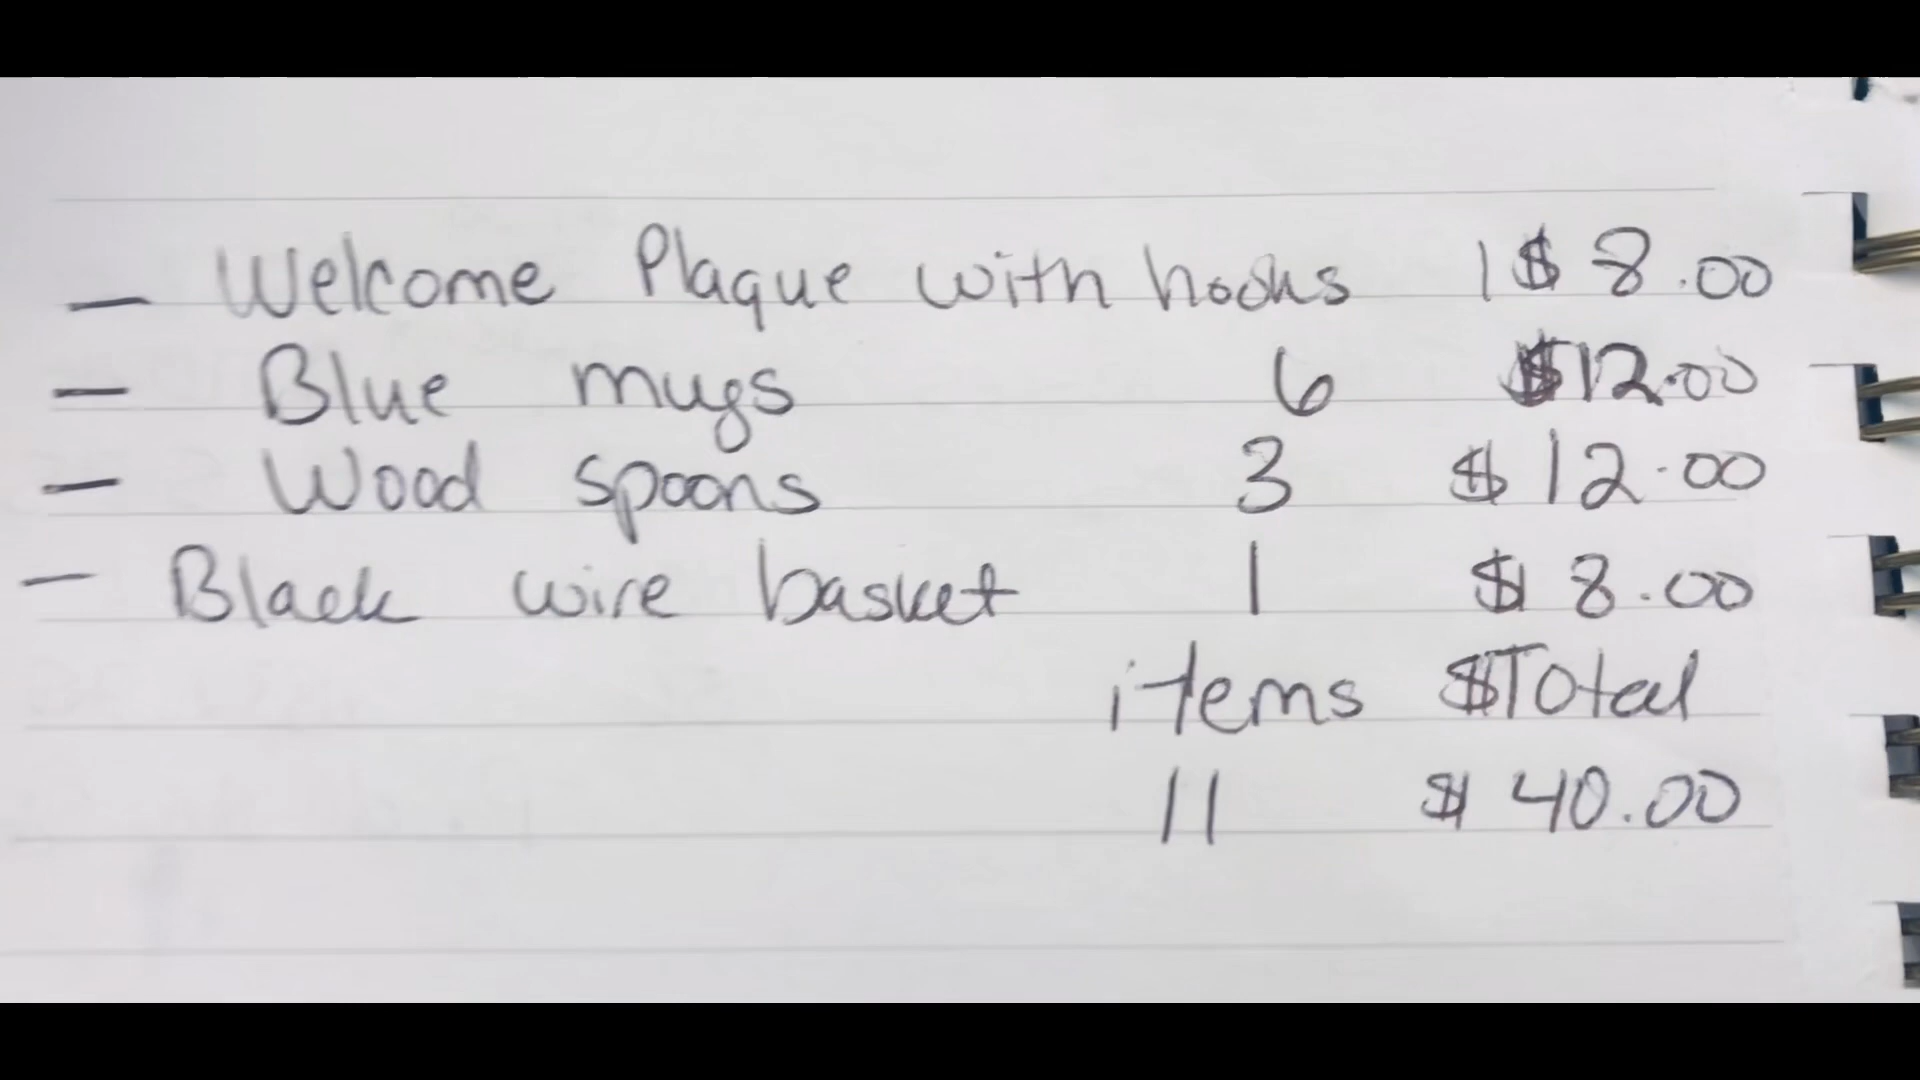 - Welcome Plaque with hooks 1 $ 8.00
- Blue mugs 6 $12.00
- Wood spoons 3 $ 12.00
- Black wire basket 1 $ 8.00
items $Total
11 $ 40.00